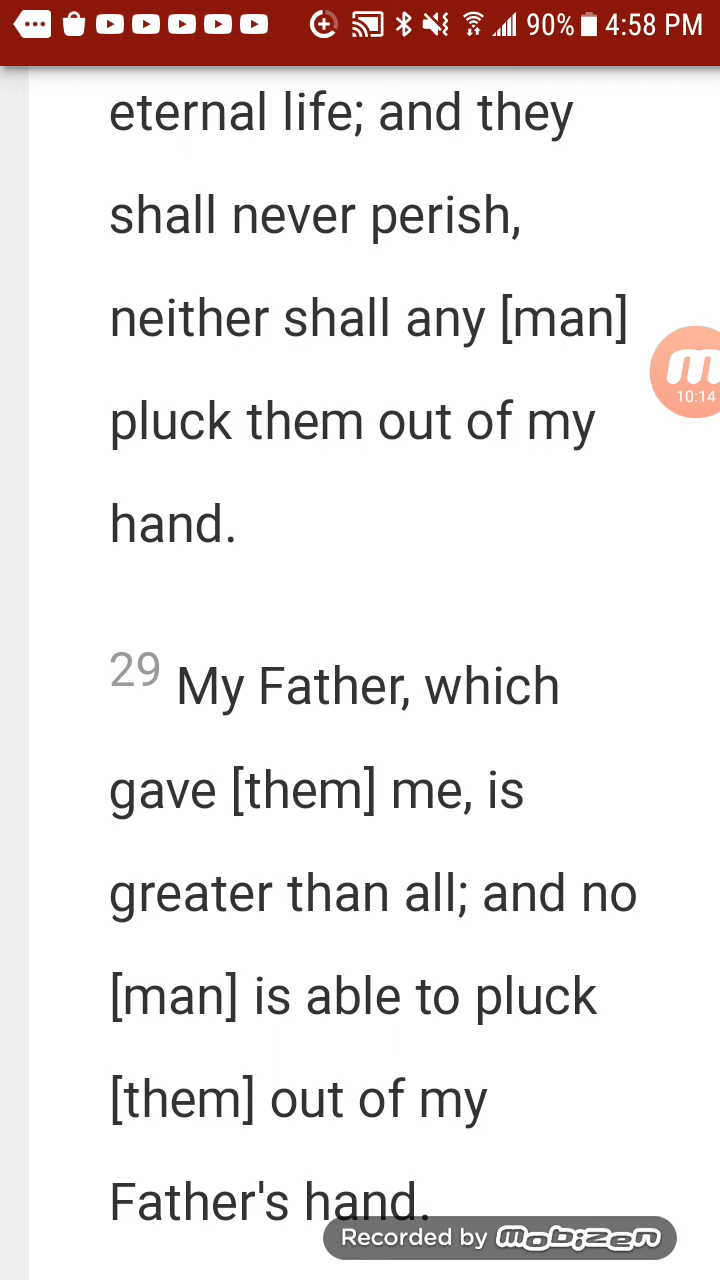 90% 4:58 PM
eternal life; and they
shall never perish,
neither shall any [man]
10:14
pluck them out of my
hand.
29 My Father, which
gave [them] me, is
greater than all; and no
[man] is able to pluck
[them] out of my
Father's hand.
Recorded by mobizen